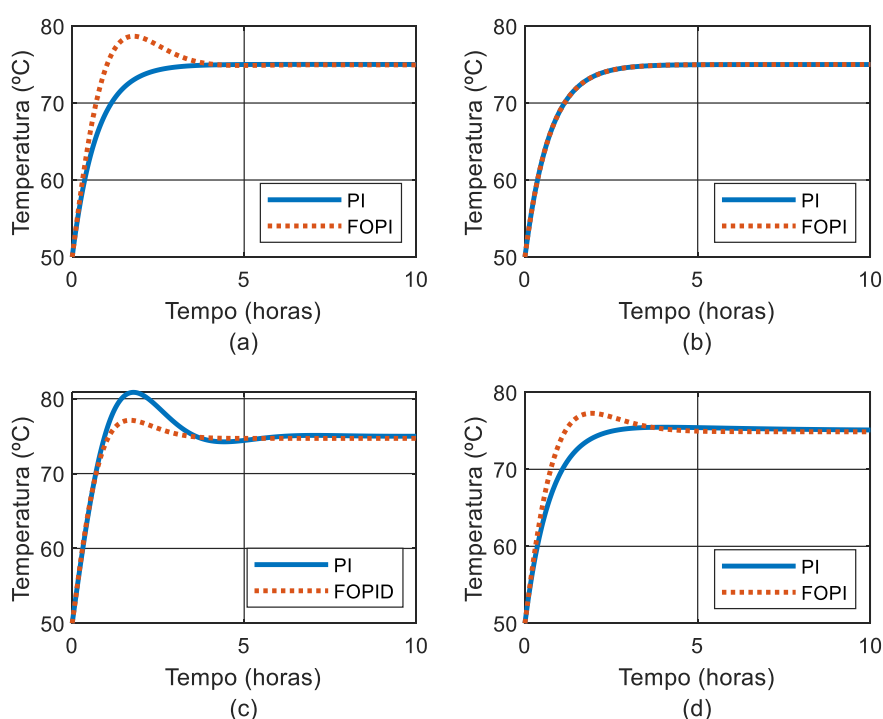 80
70
60
50
Temperatura (ºC)
PI
FOPI
0
5
10
Tempo (horas)
(a)
80
70
60
50
Temperatura (ºC)
PI
FOPI
0
5
10
Tempo (horas)
(b)
80
70
60
50
Temperatura (ºC)
PI
FOPID
0
5
10
Tempo (horas)
(c)
80
70
60
50
Temperatura (ºC)
PI
FOPI
0
5
10
Tempo (horas)
(d)